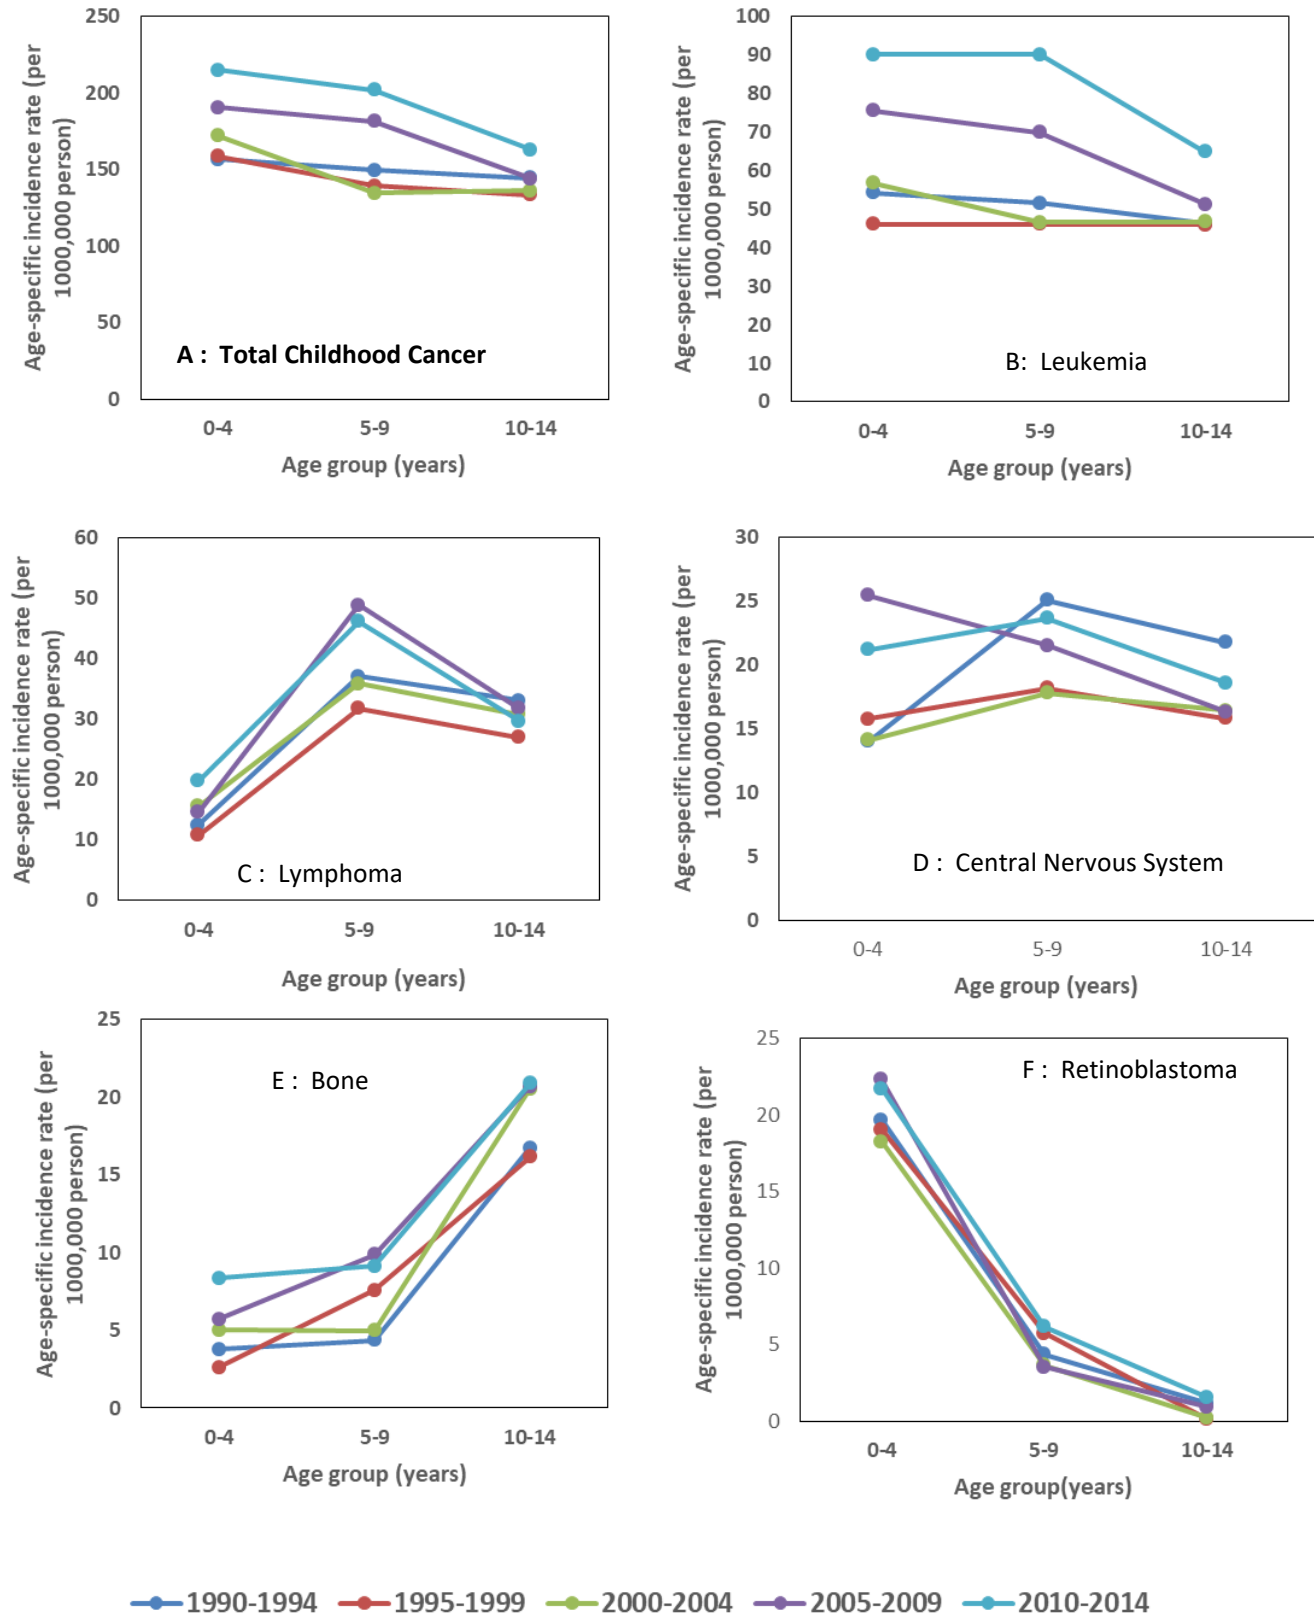 Age-specific incidence rate (per
1000,000 person)
250
200
150
100
50
0
A :  Total Childhood Cancer
0-4
5-9
10-14
Age group (years)
Age-specific incidence rate (per
1000,000 person)
100
90
80
70
60
50
40
30
20
10
0
B:  Leukemia
0-4
5-9
10-14
Age group (years)
Age-specific incidence rate (per
1000,000 person)
60
50
40
30
20
10
0
C :  Lymphoma
0-4
5-9
10-14
Age group (years)
Age-specific incidence rate (per
1000,000 person)
30
25
20
15
10
5
0
D :  Central Nervous System
0-4
5-9
10-14
Age group (years)
Age-specific incidence rate (per
1000,000 person)
25
20
15
10
5
0
E :  Bone
0-4
5-9
10-14
Age group (years)
Age-specific incidence rate (per
1000,000 person)
25
20
15
10
5
0
F :  Retinoblastoma
0-4
5-9
10-14
Age group(years)
1990-1994 1995-1999 2000-2004 2005-2009 2010-2014